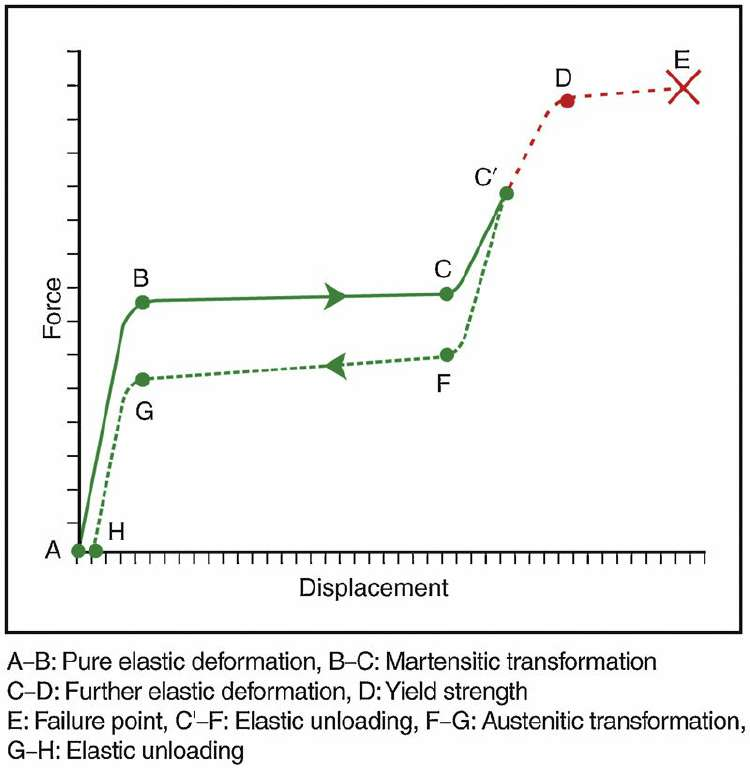 E
D
C′
B
C
Force
F
G
H
A
Displacement
A–B: Pure elastic deformation, B–C: Martensitic transformation
C–D: Further elastic deformation, D: Yield strength
E: Failure point, C'–F: Elastic unloading, F–G: Austenitic transformation,
G–H: Elastic unloading